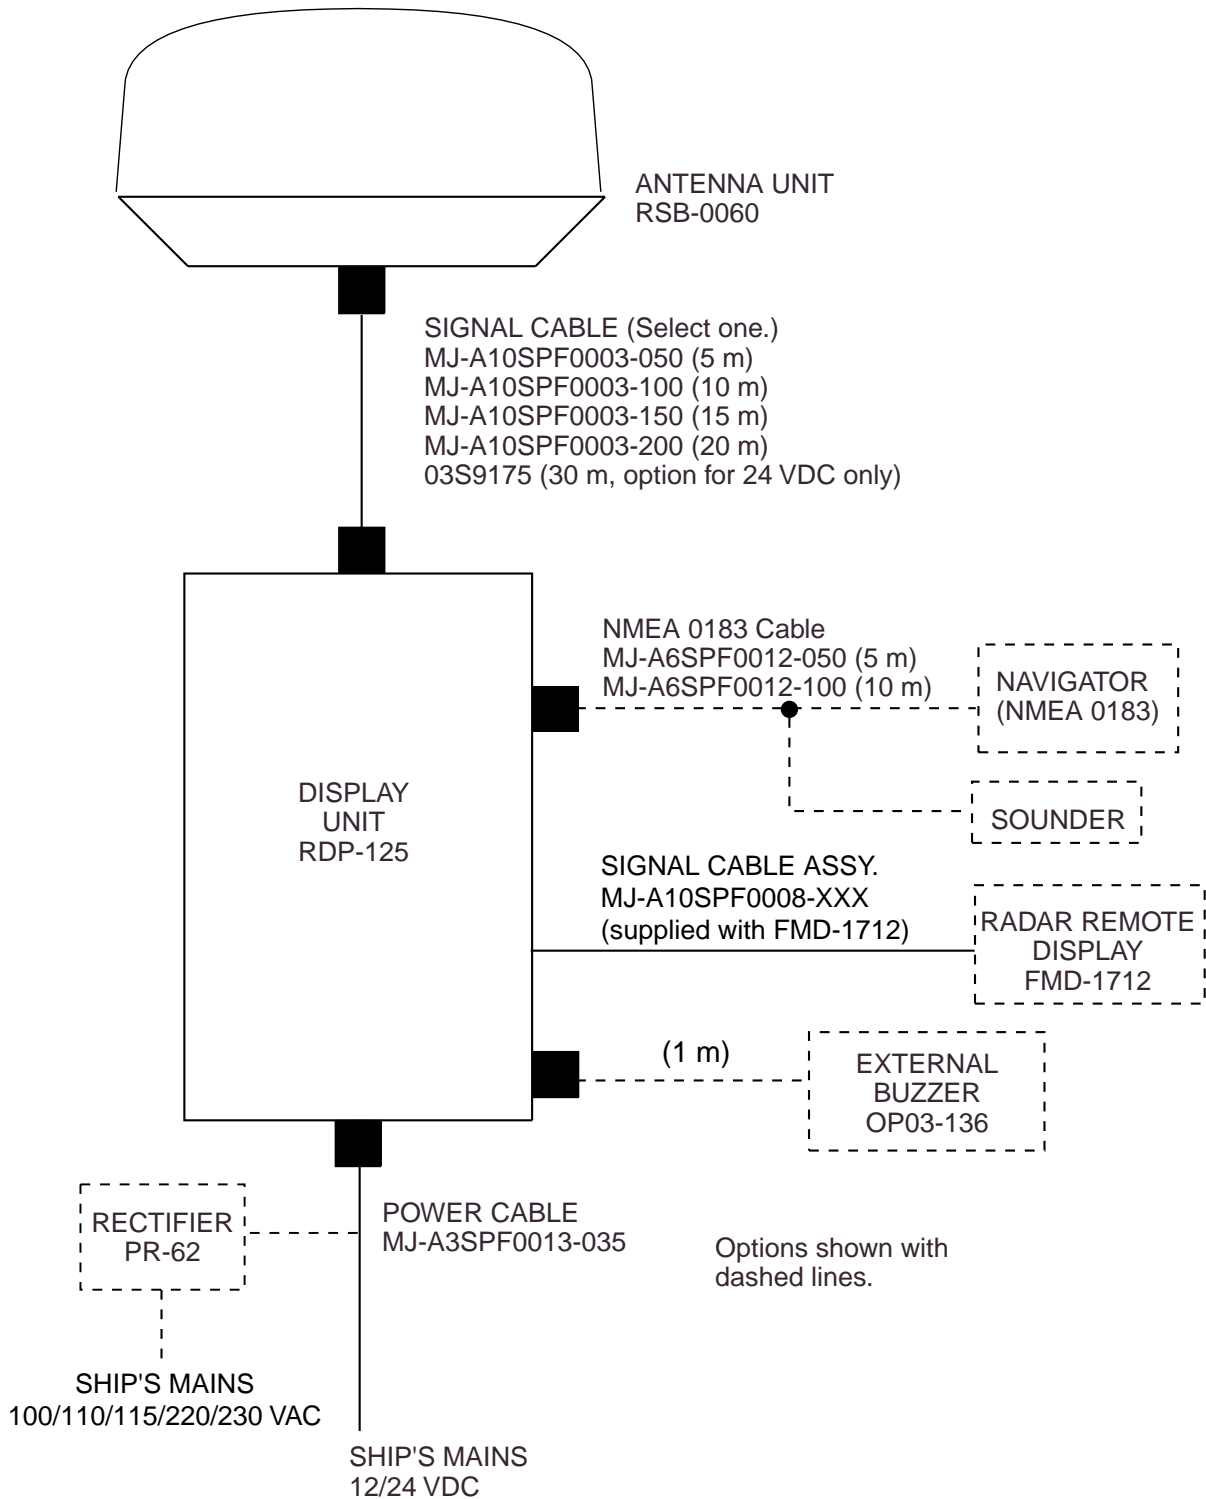 ANTENNA UNIT
RSB-0060
SIGNAL CABLE (Select one.)
MJ-A10SPF0003-050 (5 m)
MJ-A10SPF0003-100 (10 m)
MJ-A10SPF0003-150 (15 m)
MJ-A10SPF0003-200 (20 m)
03S9175 (30 m, option for 24 VDC only)
NMEA 0183 Cable
MJ-A6SPF0012-050 (5 m)
MJ-A6SPF0012-100 (10 m)
NAVIGATOR
(NMEA 0183)
DISPLAY
UNIT
RDP-125
SOUNDER
SIGNAL CABLE ASSY.
MJ-A10SPF0008-XXX
(supplied with FMD-1712)
RADAR REMOTE
DISPLAY
FMD-1712
(1 m)
EXTERNAL
BUZZER
OP03-136
RECTIFIER
PR-62
POWER CABLE
MJ-A3SPF0013-035
Options shown with
dashed lines.
SHIP'S MAINS
100/110/115/220/230 VAC
SHIP'S MAINS
12/24 VDC